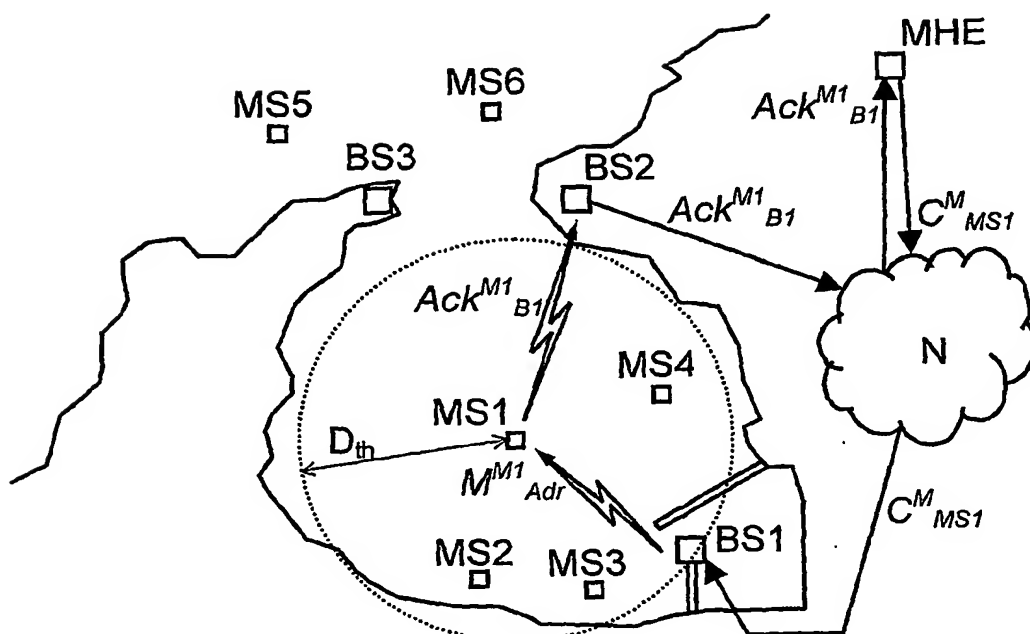 MHE
MS6
MS5
Ack^M1_B1
BS3
BS2
Ack^M1_B1
C^M_MS1
Ack^M1_B1
MS4
N
MS1
D_th
M^M1_Adr
C^M_MS1
BS1
MS2
MS3